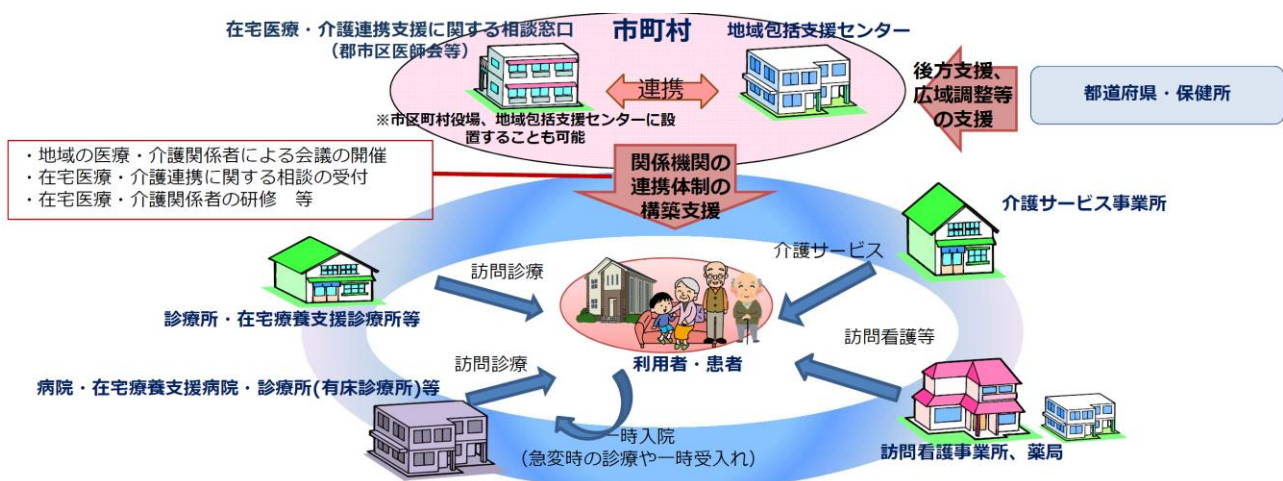 在宅医療・介護連携支援に関する相談窓口
（郡市区医師会等）
市町村
地域包括支援センター
連携
※市区町村役場、地域包括支援センターに設
置することも可能
後方支援、
広域調整等
の支援
都道府県・保健所
・地域の医療・介護関係者による会議の開催
・在宅医療・介護連携に関する相談の受付
・在宅医療・介護関係者の研修　等
関係機関の
連携体制の
構築支援
介護サービス事業所
介護サービス
訪問診療
診療所・在宅療養支援診療所等
利用者・患者
訪問看護等
訪問診療
病院・在宅療養支援病院・診療所(有床診療所)等
一時入院
（急変時の診療や一時受入れ）
訪問看護事業所、薬局